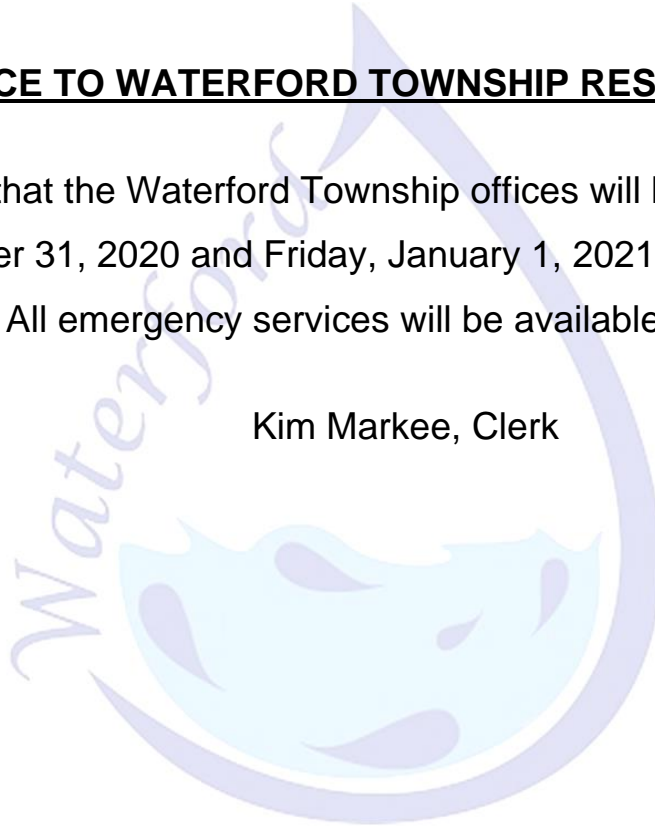 CE TO WATERFORD TOWNSHIP RES
that the Waterford Township offices will
er 31, 2020 and Friday, January 1, 2021
All emergency services will be available
Kim Markee, Clerk
Waterford